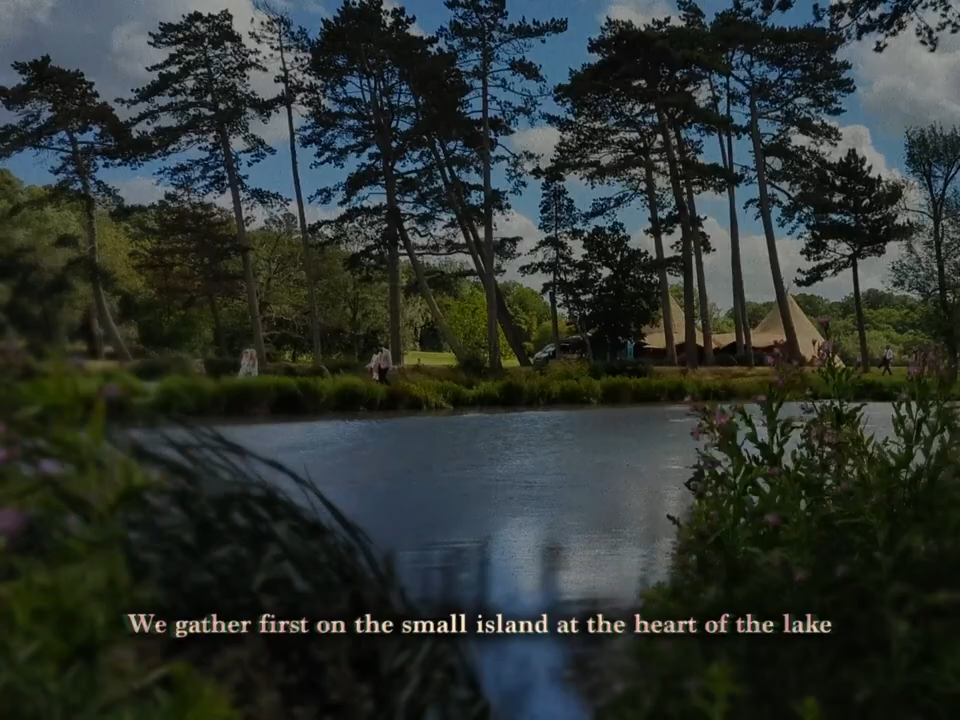 We gather first on the small island at the heart of the lake